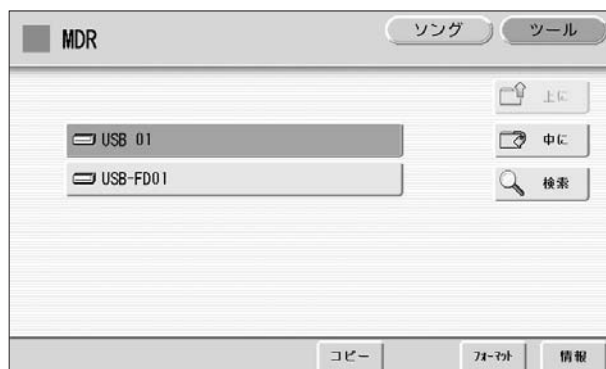 MDR
ソング
ツール
上に
USB 01
中に
USB-FD01
検索
コピー
フォーマット
情報